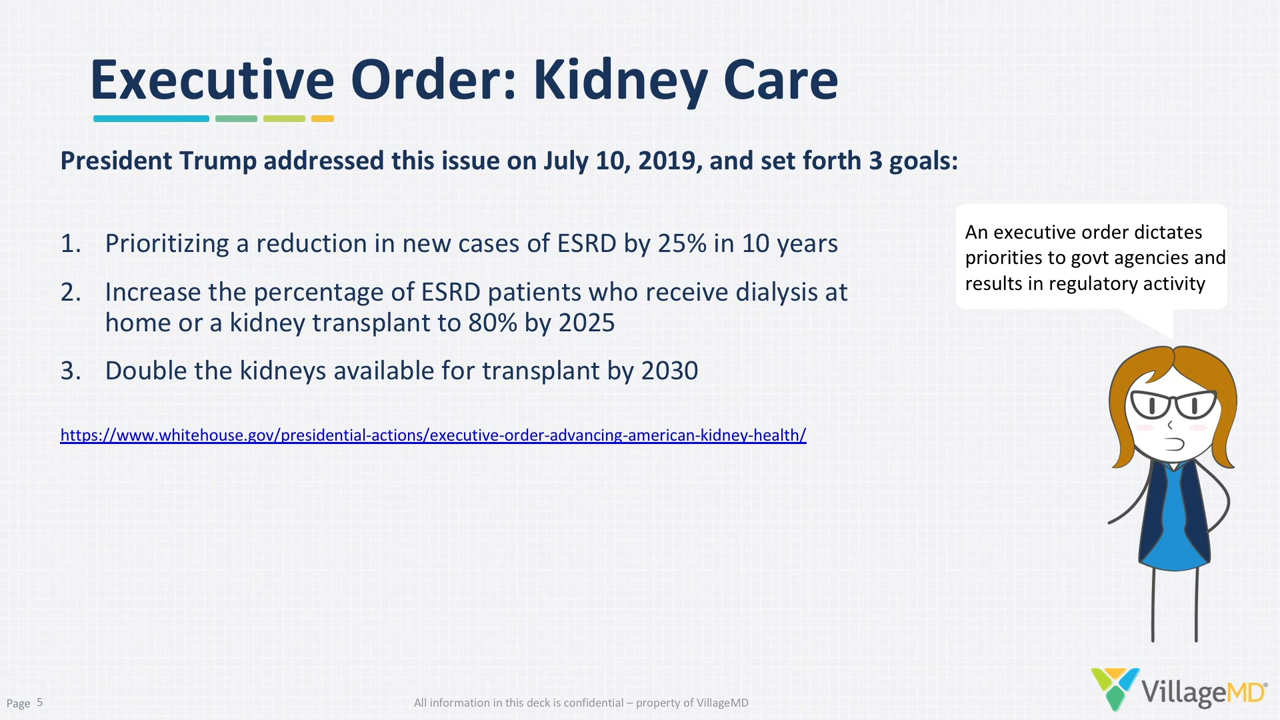 Executive Order: Kidney Care
President Trump addressed this issue on July 10, 2019, and set forth 3 goals:
1. Prioritizing a reduction in new cases of ESRD by 25% in 10 years
2. Increase the percentage of ESRD patients who receive dialysis at
home or a kidney transplant to 80% by 2025
3. Double the kidneys available for transplant by 2030
https://www.whitehouse.gov/presidential-actions/executive-order-advancing-american-kidney-health/
An executive order dictates
priorities to govt agencies and
results in regulatory activity
Page 5
All information in this deck is confidential – property of VillageMD
VillageMD®